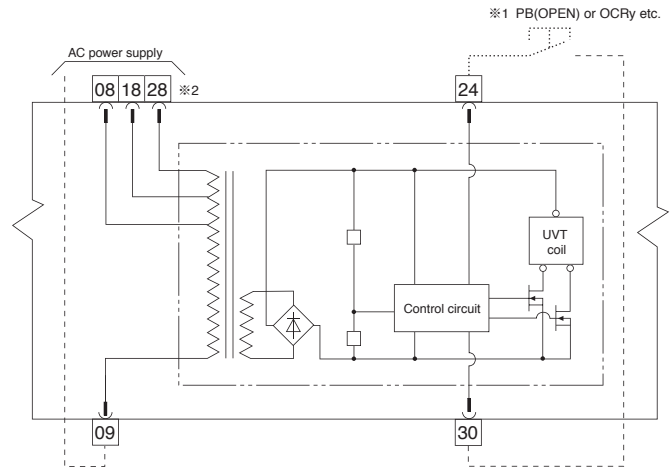 ※1 PB(OPEN) or OCRy etc.
AC power supply
08 18 28 ※2
24
UVT
coil
Control circuit
09
30